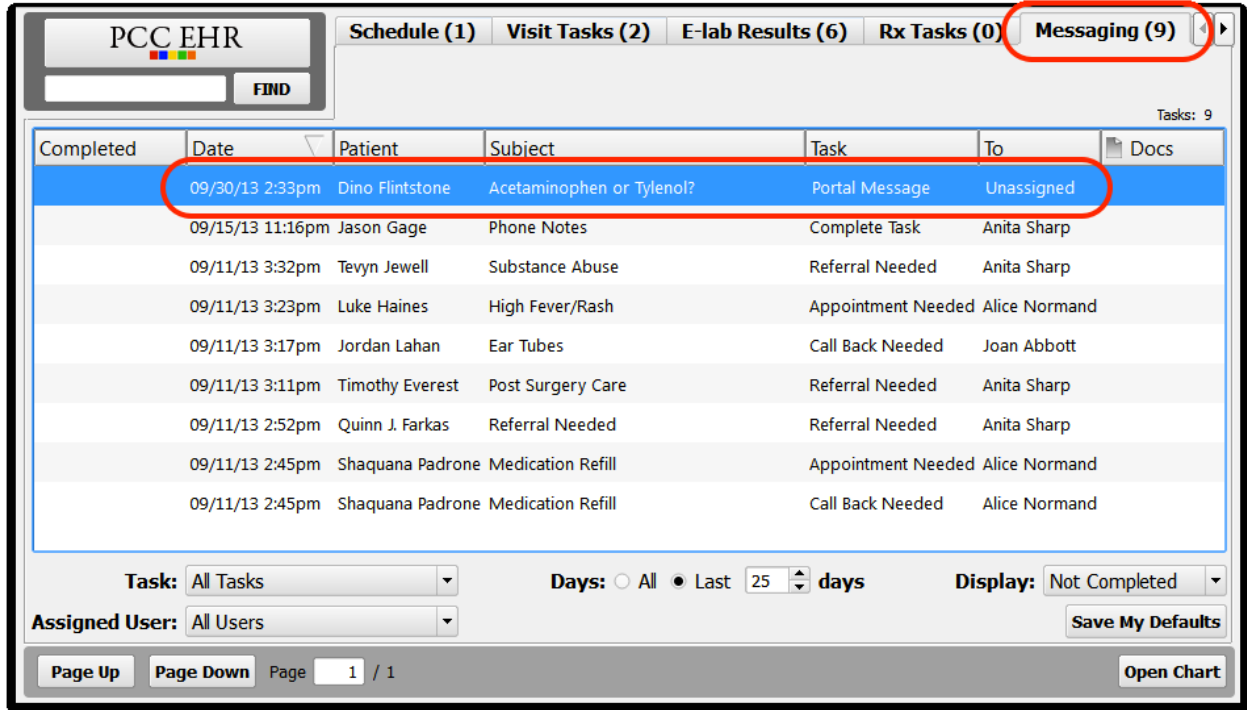 PCC EHR
FIND
Schedule (1) Visit Tasks (2) E-lab Results (6) Rx Tasks (0) Messaging (9)
Tasks: 9
Completed Date Patient Subject Task To Docs
09/30/13 2:33pm Dino Flintstone Acetaminophen or Tylenol? Portal Message Unassigned
09/15/13 11:16pm Jason Gage Phone Notes Complete Task Anita Sharp
09/11/13 3:32pm Tevyn Jewell Substance Abuse Referral Needed Anita Sharp
09/11/13 3:23pm Luke Haines High Fever/Rash Appointment Needed Alice Normand
09/11/13 3:17pm Jordan Lahan Ear Tubes Call Back Needed Joan Abbott
09/11/13 3:11pm Timothy Everest Post Surgery Care Referral Needed Anita Sharp
09/11/13 2:52pm Quinn J. Farkas Referral Needed Referral Needed Anita Sharp
09/11/13 2:45pm Shaquana Padrone Medication Refill Appointment Needed Alice Normand
09/11/13 2:45pm Shaquana Padrone Medication Refill Call Back Needed Alice Normand
Task: All Tasks Days: All Last 25 days Display: Not Completed
Assigned User: All Users Save My Defaults
Page Up Page Down Page 1 / 1 Open Chart